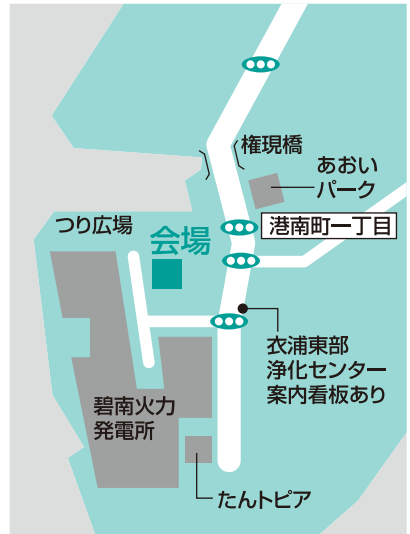 権現橋
あおい
パーク
つり広場
会場
港南町一丁目
衣浦東部
浄化センター
案内看板あり
碧南火力
発電所
たんトピア